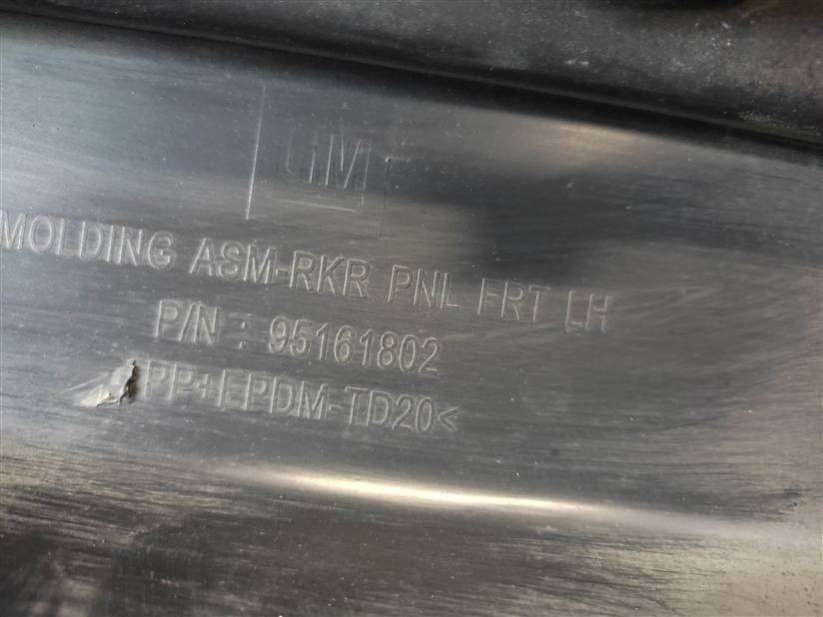 GM
MOLDING ASM-RKR PNL FRT LH
P/N : 95161802
PP+EPDM-TD20<